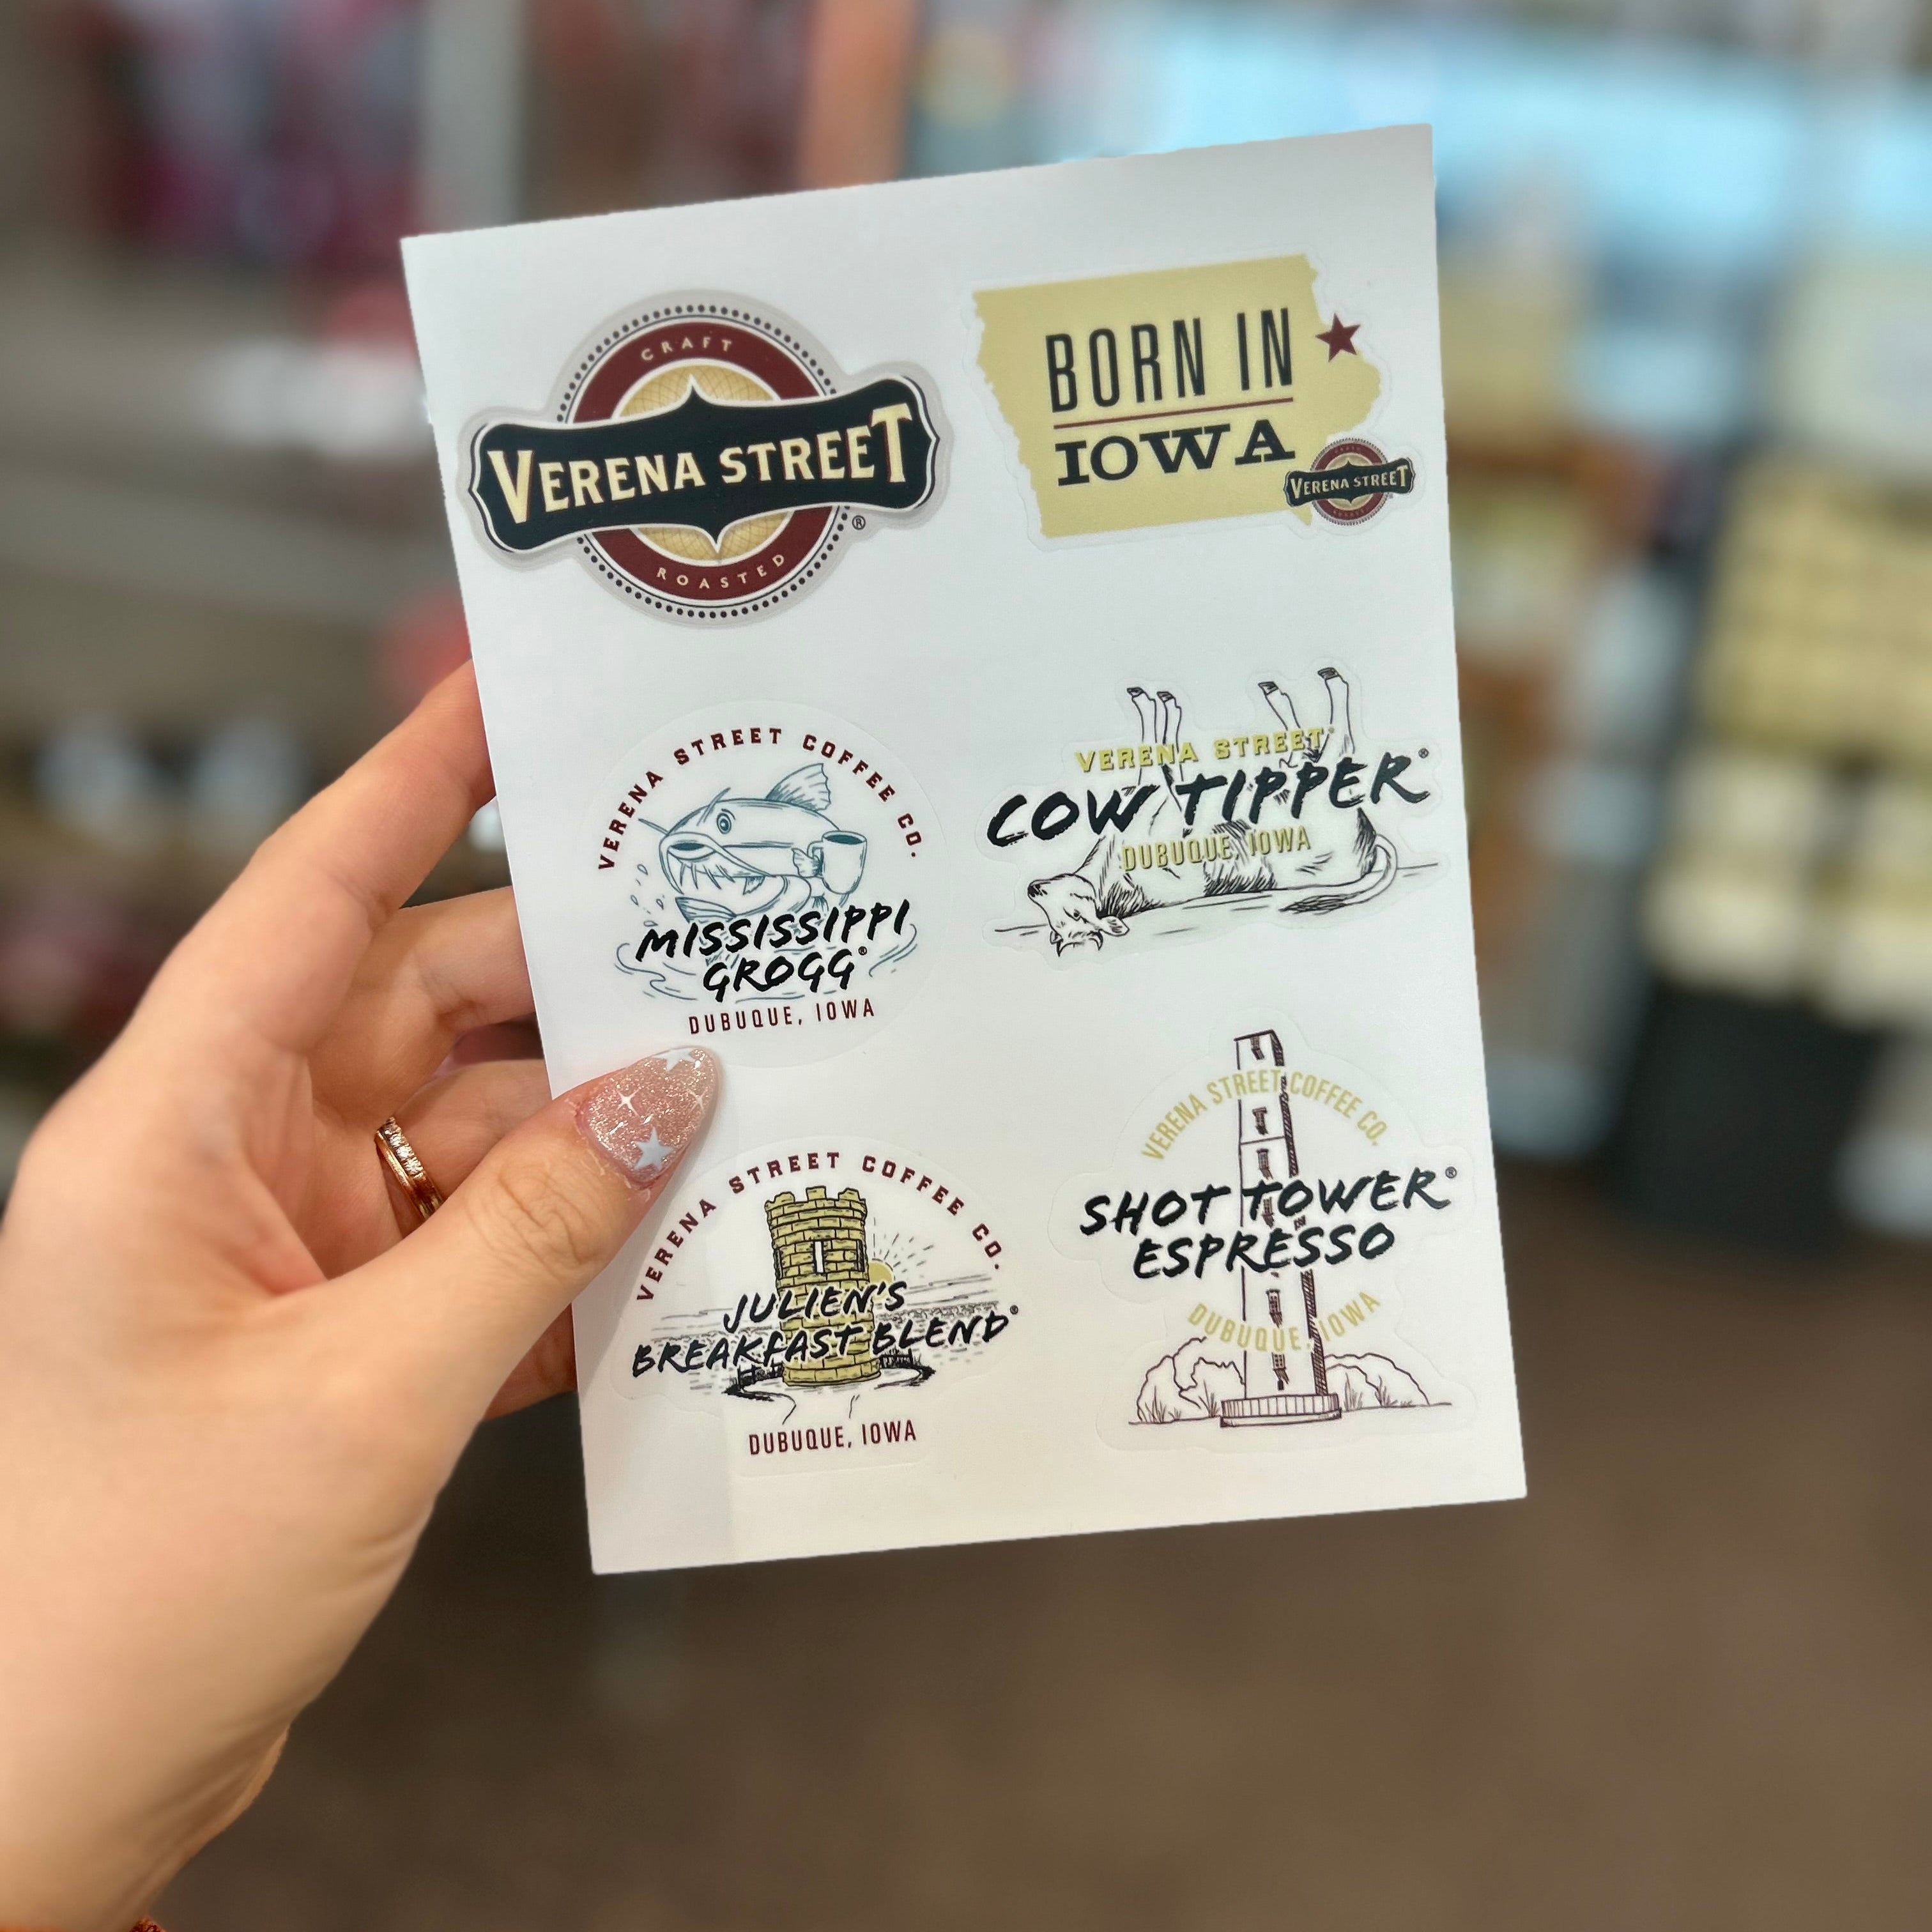 CRAFT
VERENA STREET®
ROASTED
BORN IN
IOWA
CRAFT
VERENA STREET
ROASTED
VERENA STREET COFFEE CO.
MISSISSIPPI
GROGG®
DUBUQUE, IOWA
VERENA STREET®
COW TIPPER®
DUBUQUE, IOWA
VERENA STREET COFFEE CO.
JULIEN'S
BREAKFAST BLEND®
DUBUQUE, IOWA
VERENA STREET COFFEE CO.
SHOT TOWER®
ESPRESSO
DUBUQUE, IOWA